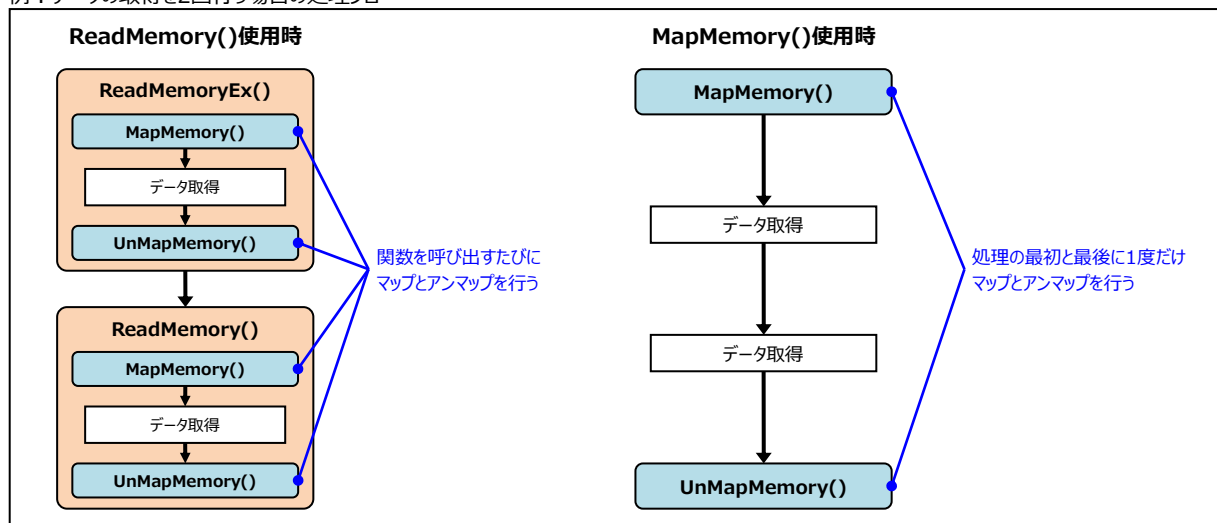 ReadMemory()使用時
ReadMemoryEx()
MapMemory()
データ取得
UnMapMemory()
ReadMemory()
MapMemory()
データ取得
UnMapMemory()
関数を呼び出すたびに
マップとアンマップを行う
MapMemory()使用時
MapMemory()
データ取得
データ取得
UnMapMemory()
処理の最初と最後に1度だけ
マップとアンマップを行う